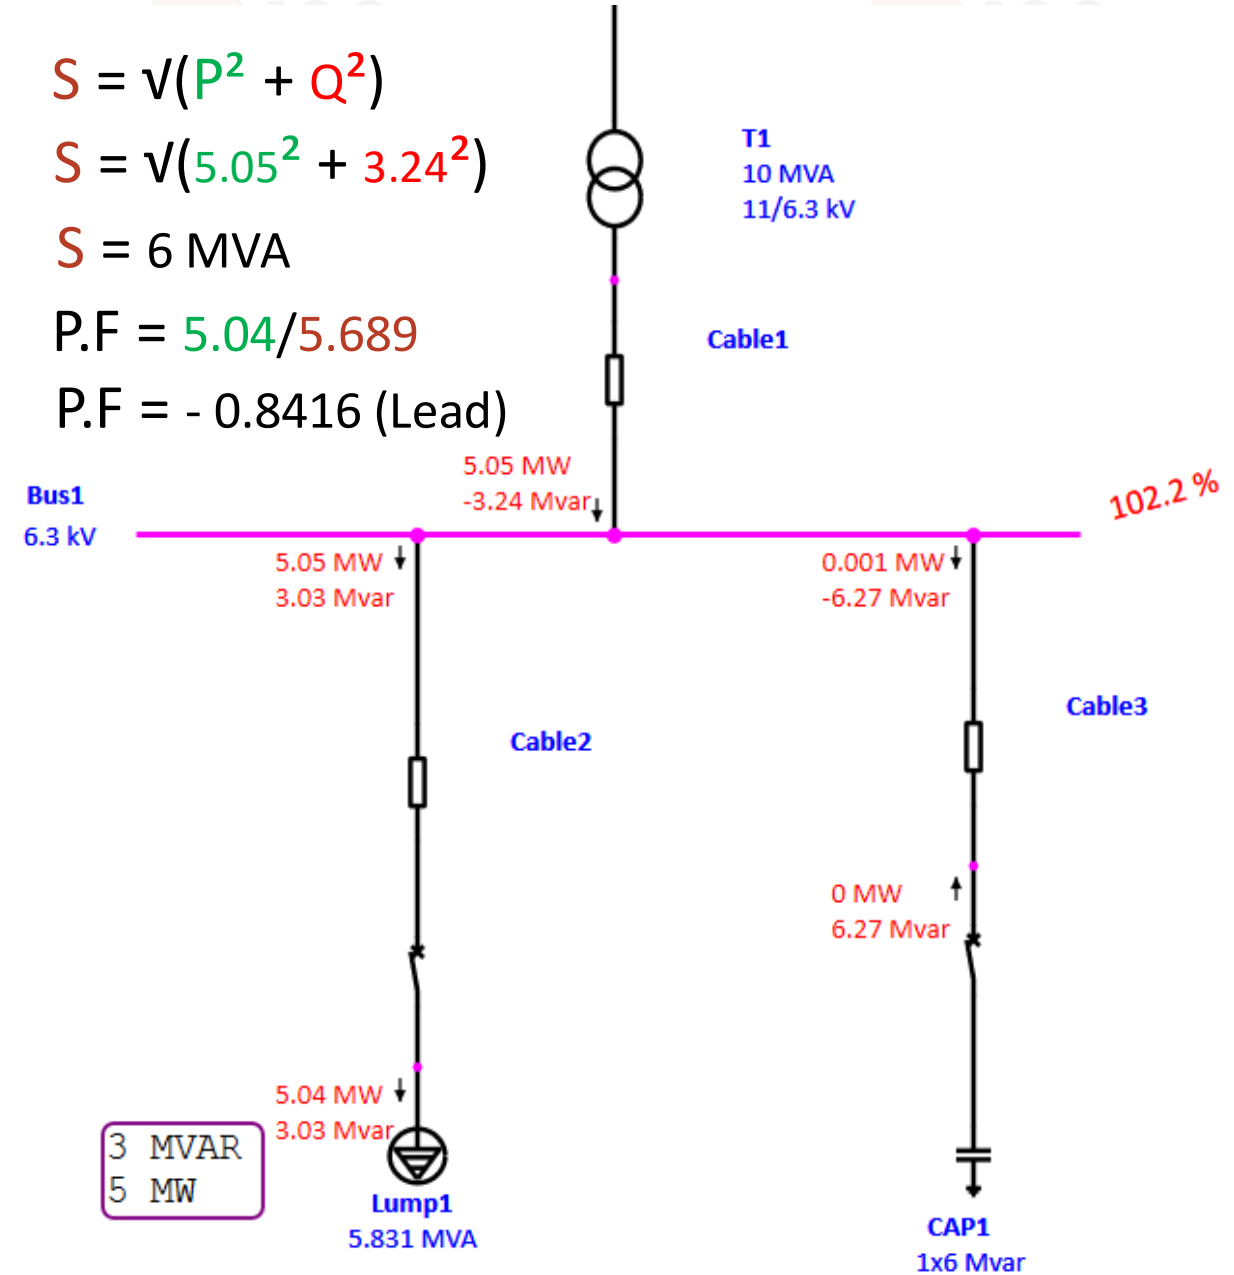 S = √(P² + Q²)
S = √(5.05² + 3.24²)
S = 6 MVA
P.F = 5.04/5.689
P.F = - 0.8416 (Lead)
T1
10 MVA
11/6.3 kV
Cable1
5.05 MW
-3.24 Mvar
Bus1
6.3 kV
102.2 %
5.05 MW
3.03 Mvar
0.001 MW
-6.27 Mvar
Cable2
Cable3
0 MW
6.27 Mvar
5.04 MW
3.03 Mvar
3 MVAR
5 MW
Lump1
5.831 MVA
CAP1
1x6 Mvar